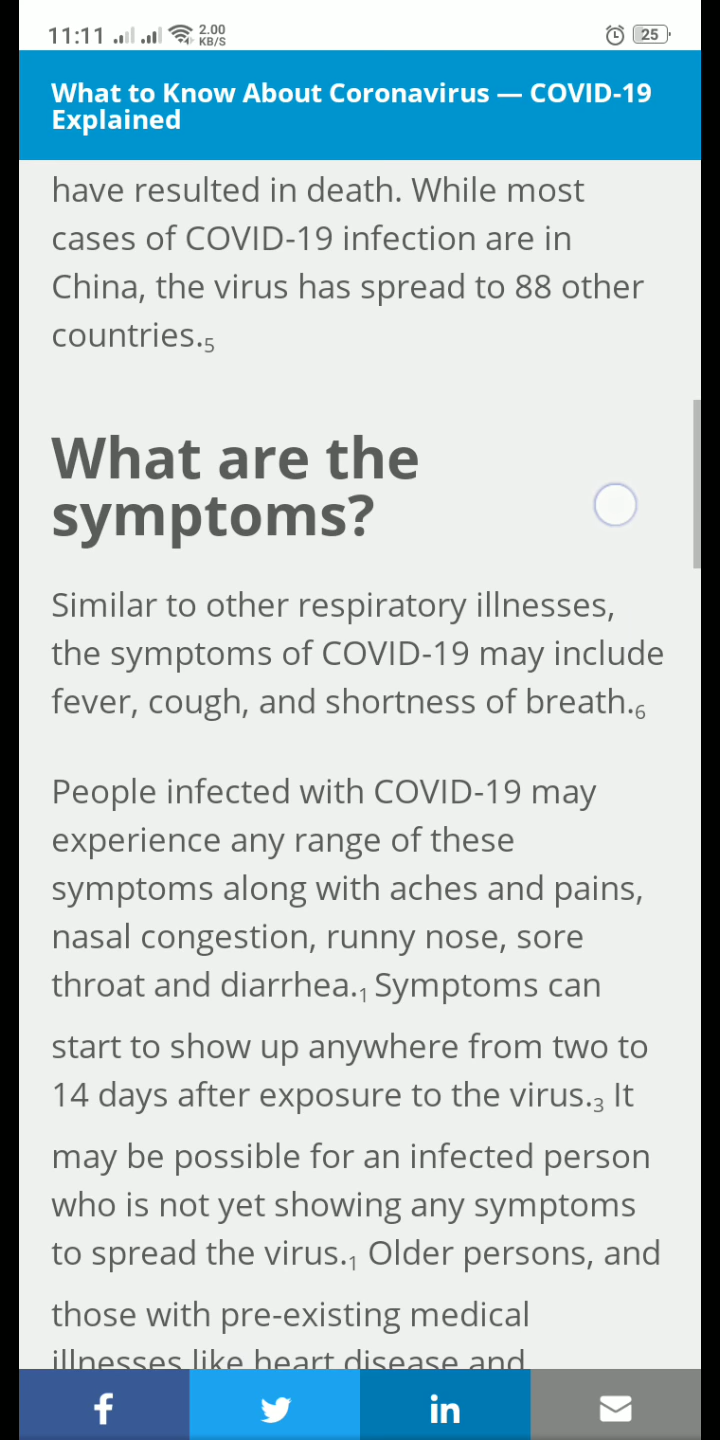 11:11 2.00 KB/S 25
What to Know About Coronavirus — COVID-19
Explained
have resulted in death. While most
cases of COVID-19 infection are in
China, the virus has spread to 88 other
countries.5
What are the
symptoms?
Similar to other respiratory illnesses,
the symptoms of COVID-19 may include
fever, cough, and shortness of breath.6
People infected with COVID-19 may
experience any range of these
symptoms along with aches and pains,
nasal congestion, runny nose, sore
throat and diarrhea.1 Symptoms can
start to show up anywhere from two to
14 days after exposure to the virus.3 It
may be possible for an infected person
who is not yet showing any symptoms
to spread the virus.1 Older persons, and
those with pre-existing medical
illnesses like heart disease and
f in